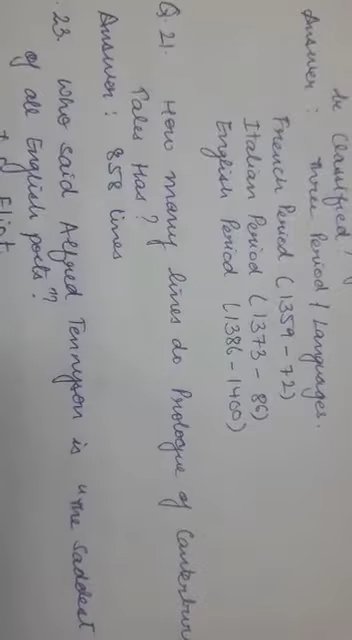 be Classified?
Answer: Three Period / Languages.
French Period (1359 - 72)
Italian Period (1373 - 86)
English Period (1386 - 1400)
Q. 21. How many lines do Prologue of Canterbury
Tales Has?
Answer: 858 lines
23. Who said Alfred Tennyson is "the Saddest
of all English poets"?
Eliot